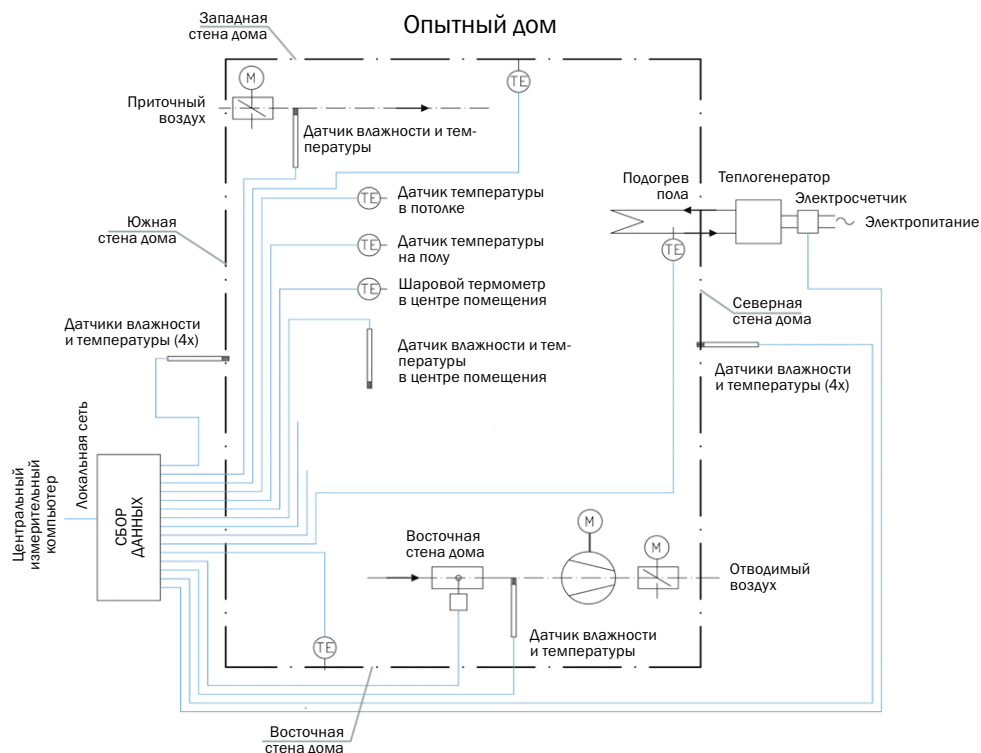 Опытный дом
Западная
стена дома
M
TE
Приточный
воздух
Датчик влажности и тем-
пературы
TE
Датчик температуры
в потолке
Южная
стена дома
TE
Датчик температуры
на полу
TE
Шаровой термометр
в центре помещения
Подогрев
пола
Теплогенератор
Электросчетчик
Электропитание
TE
Северная
стена дома
Датчики влажности
и температуры (4x)
Датчик влажности и тем-
пературы
в центре помещения
Датчики влажности
и температуры (4x)
Центральный
измерительный
компьютер
Локальная сеть
СБОР
ДАННЫХ
Восточная
стена дома
M
M
Отводимый
воздух
Датчик влажности
и температуры
TE
Восточная
стена дома